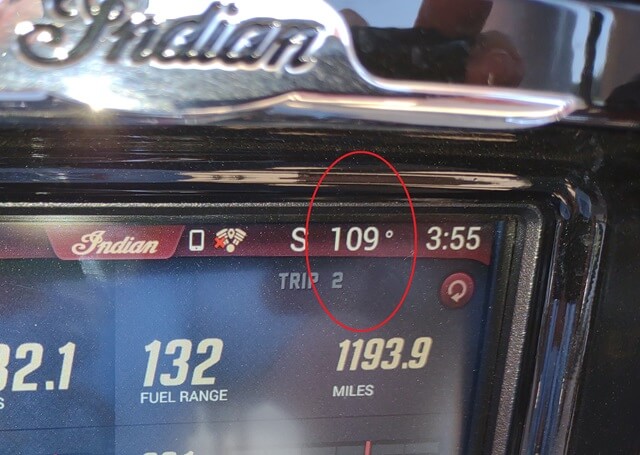 Indian
Indian S 109° 3:55
TRIP 2
32.1 132 1193.9
FUEL RANGE MILES